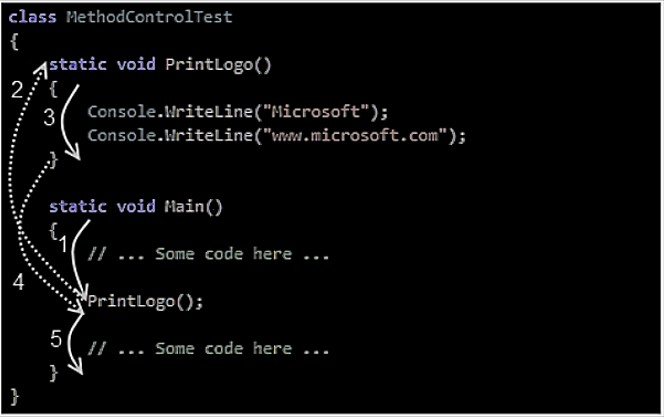 class MethodControlTest
{
static void PrintLogo()
2 {
3 Console.WriteLine("Microsoft");
Console.WriteLine("www.microsoft.com");
}
static void Main()
{
1 // ... Some code here ...
4 PrintLogo();
5 // ... Some code here ...
}
}